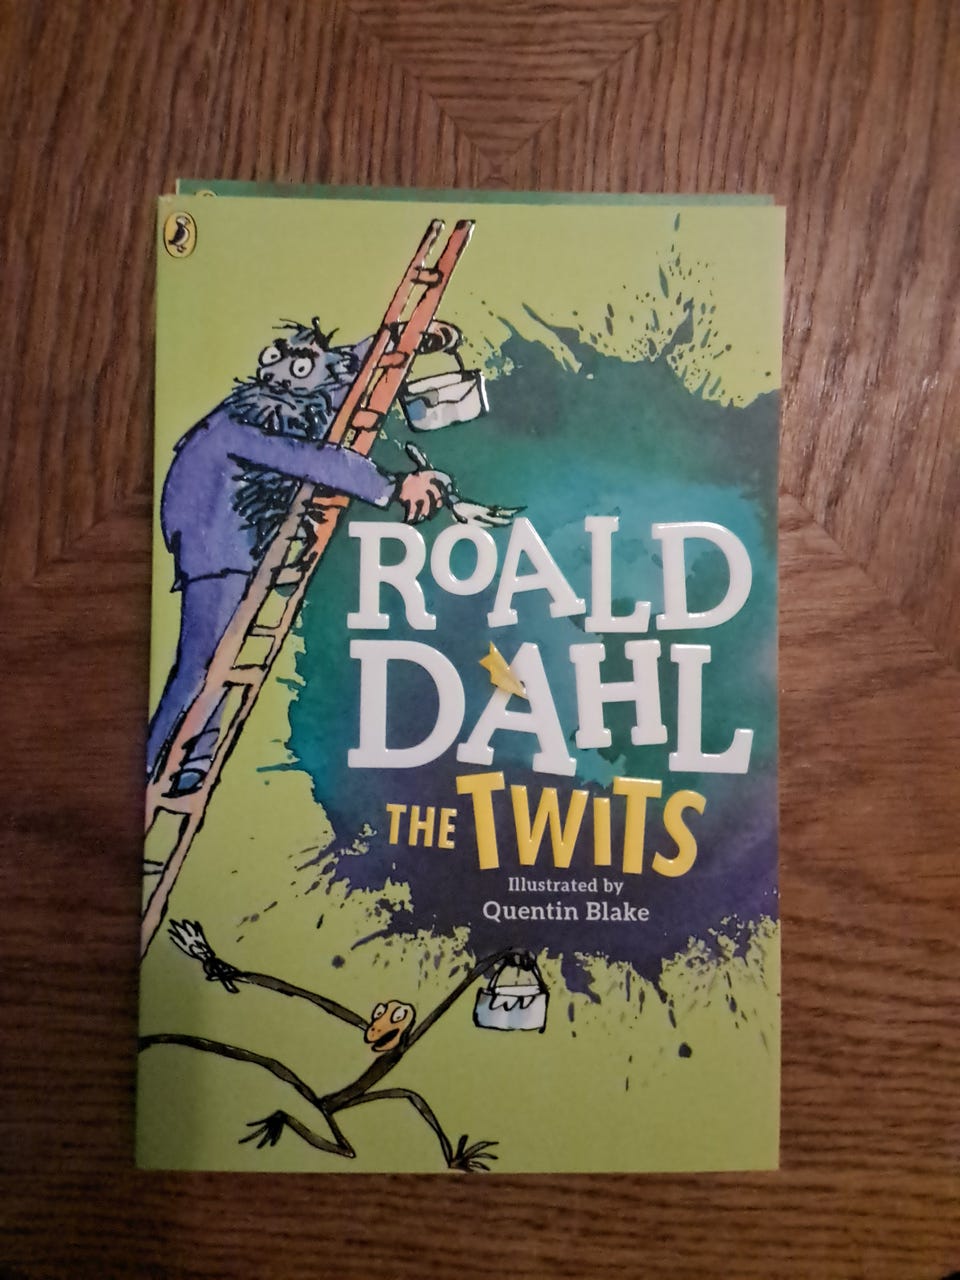 ROALD
DAHL
THE TWiTS
Illustrated by
Quentin Blake